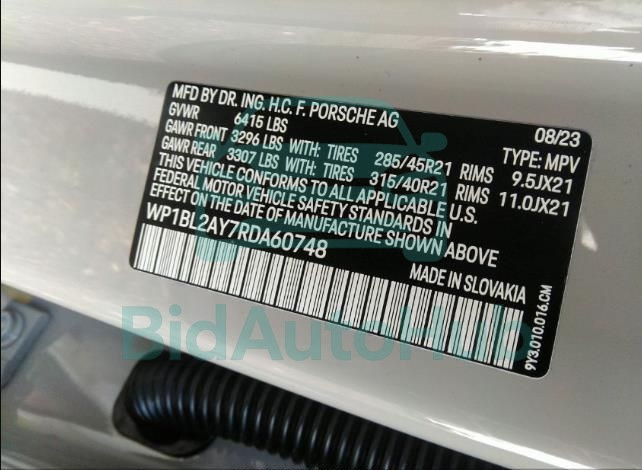 MFD BY DR. ING. H.C. F. PORSCHE AG 08/23
GVWR 6415 LBS TYPE: MPV
GAWR FRONT 3296 LBS WITH: TIRES 285/45R21 RIMS 9.5JX21
GAWR REAR 3307 LBS WITH: TIRES 315/40R21 RIMS 11.0JX21
THIS VEHICLE CONFORMS TO ALL APPLICABLE
FEDERAL MOTOR VEHICLE SAFETY STANDARDS IN
EFFECT ON THE DATE OF MANUFACTURE SHOWN ABOVE
WP1BL2AY7RDA60748
MADE IN SLOVAKIA
9Y3.010.016.CM
BidAutoHub